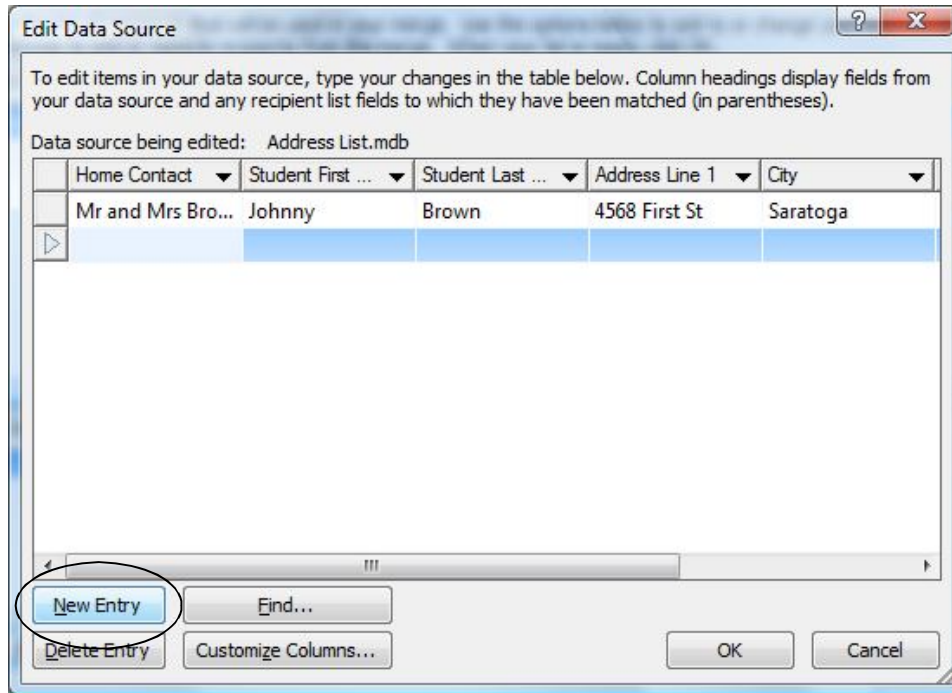 Edit Data Source
To edit items in your data source, type your changes in the table below. Column headings display fields from
your data source and any recipient list fields to which they have been matched (in parentheses).
Data source being edited: Address List.mdb
Home Contact Student First ... Student Last ... Address Line 1 City
Mr and Mrs Bro... Johnny Brown 4568 First St Saratoga
New Entry Find...
Delete Entry Customize Columns... OK Cancel